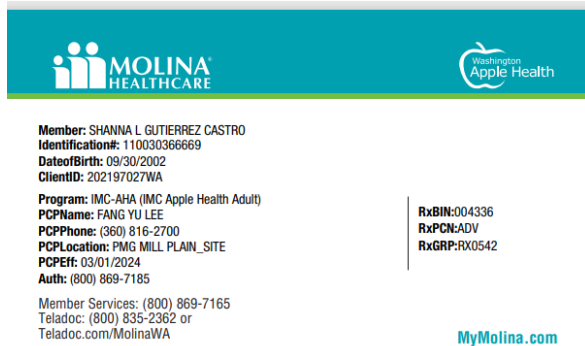 MOLINA
HEALTHCARE
Washington
Apple Health
Member: SHANNA L GUTIERREZ CASTRO
Identification#: 110030366669
DateofBirth: 09/30/2002
ClientID: 202197027WA
Program: IMC-AHA (IMC Apple Health Adult)
PCPName: FANG YU LEE
PCPPhone: (360) 816-2700
PCPLocation: PMG MILL PLAIN_SITE
PCPEff: 03/01/2024
Auth: (800) 869-7185
RxBIN:004336
RxPCN:ADV
RxGRP:RX0542
Member Services: (800) 869-7165
Teladoc: (800) 835-2362 or
Teladoc.com/MolinaWA
MyMolina.com